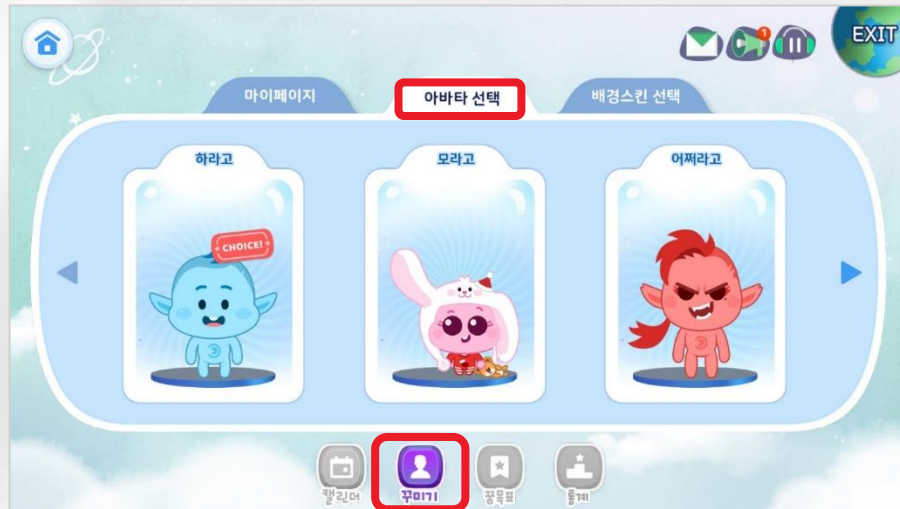 EXIT
1
마이페이지
아바타 선택
배경스킨 선택
하라고
모라고
어쩌라고
CHOICE!
캘린더
꾸미기
꿈목표
통계